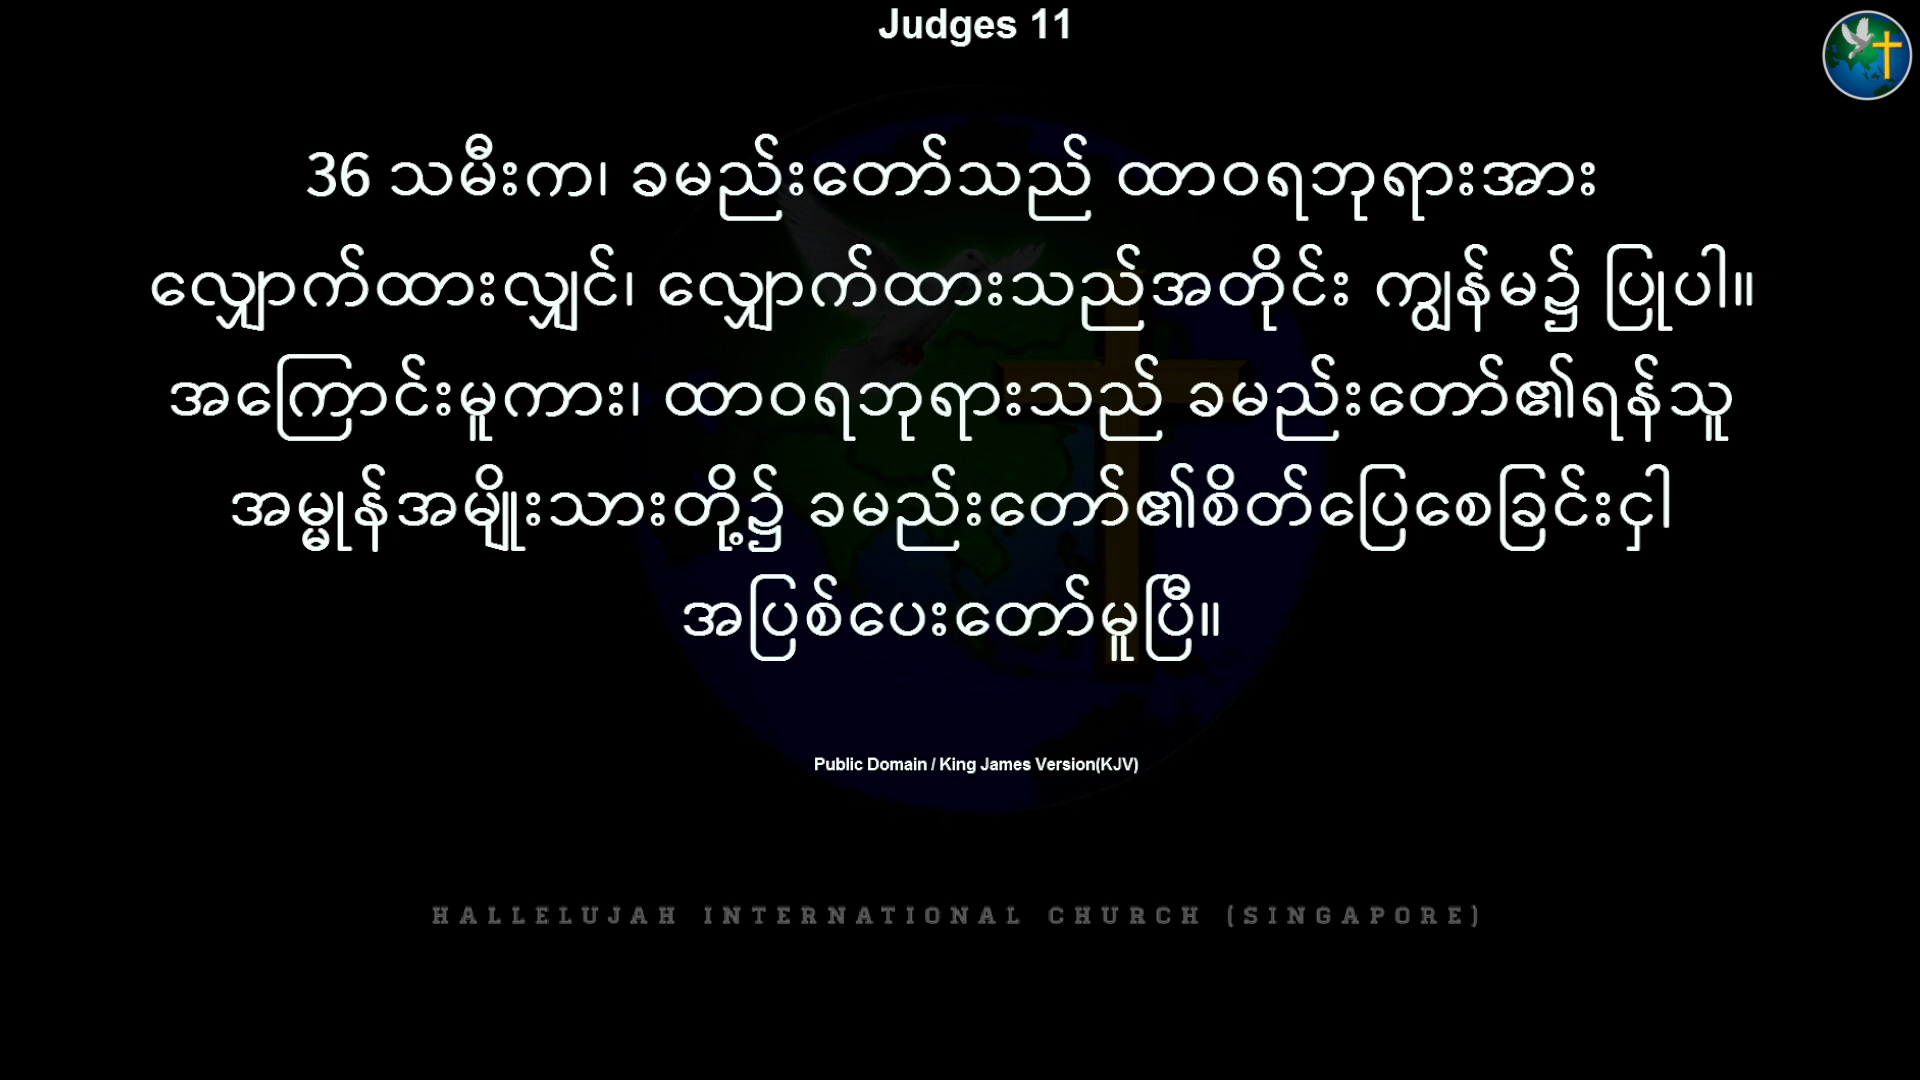 Judges 11
36 သမီးက၊ ခမည်းတော်သည် ထာဝရဘုရားအား
လျှောက်ထားလျှင်၊ လျှောက်ထားသည်အတိုင်း ကျွန်မ၌ ပြုပါ။
အကြောင်းမူကား၊ ထာဝရဘုရားသည် ခမည်းတော်၏ရန်သူ
အမ္မုန်အမျိုးသားတို့၌ ခမည်းတော်၏စိတ်ပြေစေခြင်းငှါ
အပြစ်ပေးတော်မူပြီ။
Public Domain / King James Version(KJV)
HALLELUJAH INTERNATIONAL CHURCH (SINGAPORE)